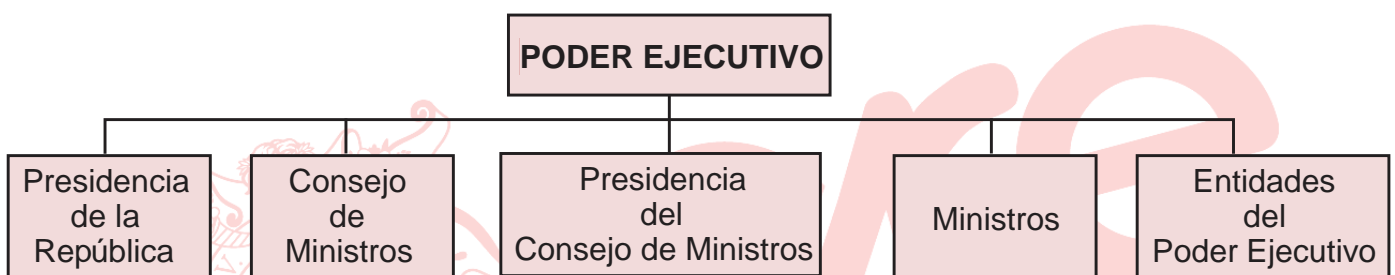 PODER EJECUTIVO
Presidencia
de la
República
Consejo
de
Ministros
Presidencia
del
Consejo de Ministros
Ministros
Entidades
del
Poder Ejecutivo